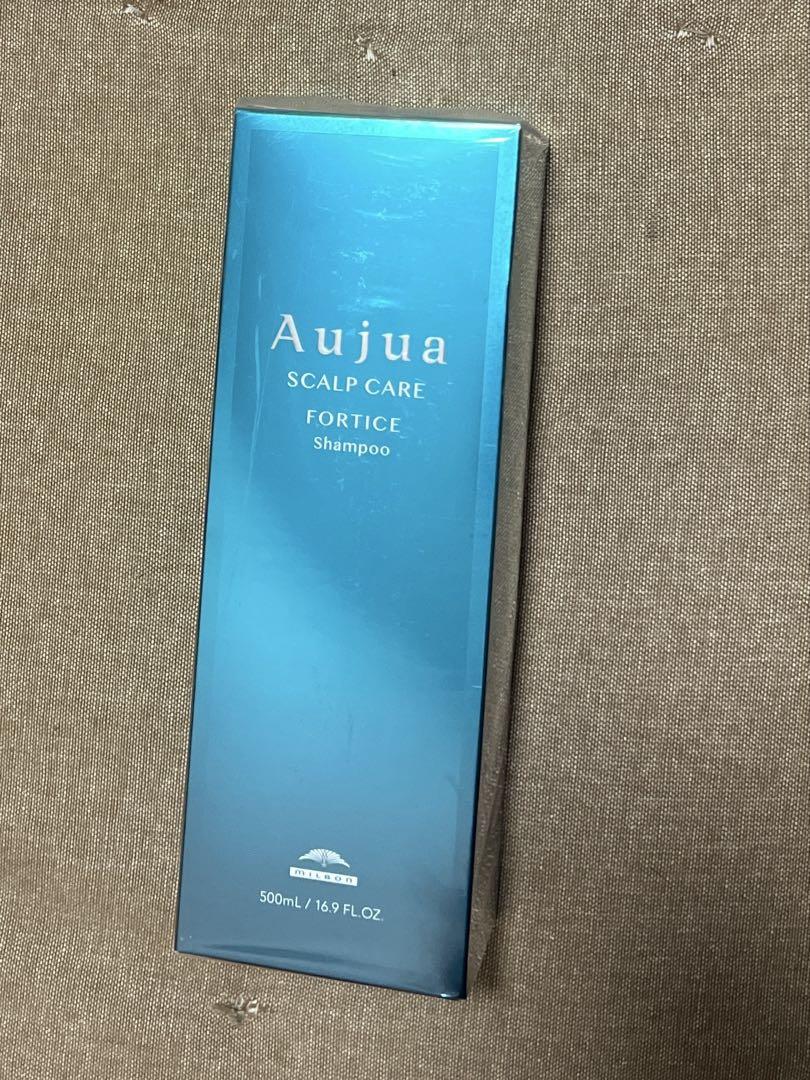 Aujua
SCALP CARE
FORTICE
Shampoo
MILBON
500mL / 16.9 FL.OZ.